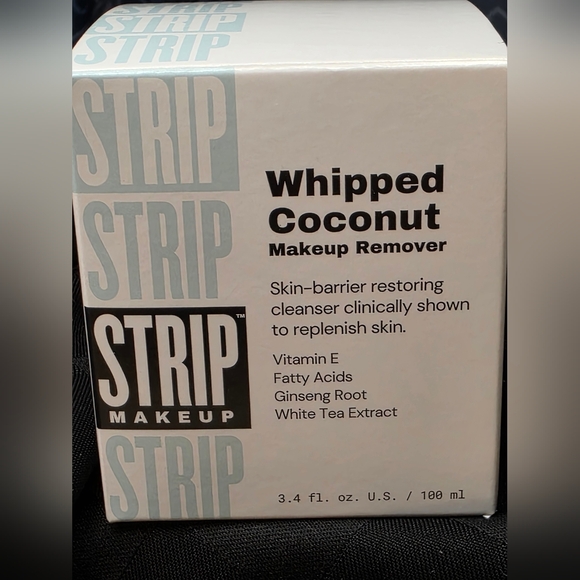 STRIP
STRIP
STRIP
STRIP
STRIP
STRIP™
MAKEUP
STRIP
Whipped
Coconut
Makeup Remover
Skin-barrier restoring
cleanser clinically shown
to replenish skin.
Vitamin E
Fatty Acids
Ginseng Root
White Tea Extract
3.4 fl. oz. U.S. / 100 ml